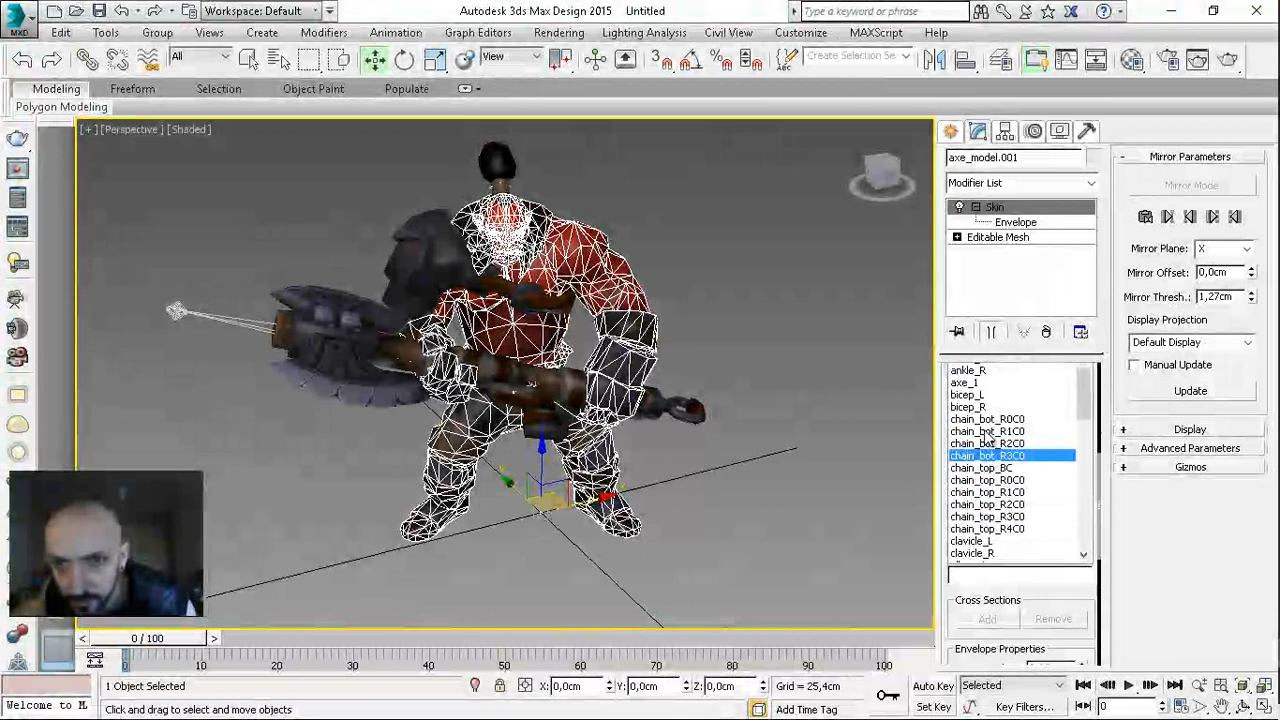 Workspace: Default
Autodesk 3ds Max Design 2015 Untitled
Type a keyword or phrase
MXD
Edit Tools Group Views Create Modifiers Animation Graph Editors Rendering Lighting Analysis Civil View Customize MAXScript Help
All
View
Create Selection Se
Modeling Freeform Selection Object Paint Populate
Polygon Modeling
[+] [Perspective] [Shaded]
axe_model.001
Modifier List
Skin
Envelope
Editable Mesh
ankle_R
axe_1
bicep_L
bicep_R
chain_bot_R0C0
chain_bot_R1C0
chain_bot_R2C0
chain_bot_R3C0
chain_top_BC
chain_top_R0C0
chain_top_R1C0
chain_top_R2C0
chain_top_R3C0
chain_top_R4C0
clavicle_L
clavicle_R
Cross Sections
Add Remove
Envelope Properties
- Mirror Parameters
Mirror Mode
Mirror Plane: X
Mirror Offset: 0,0cm
Mirror Thresh.: 1,27cm
Display Projection
Default Display
Manual Update
Update
+ Display
+ Advanced Parameters
+ Gizmos
< 0 / 100 >
0 10 20 30 40 50 60 70 80 90 100
1 Object Selected
X: 0,0cm Y: 0,0cm Z: 0,0cm Grid = 25,4cm
Auto Key Selected
Welcome to M
Click and drag to select and move objects
Add Time Tag
Set Key Key Filters...
0